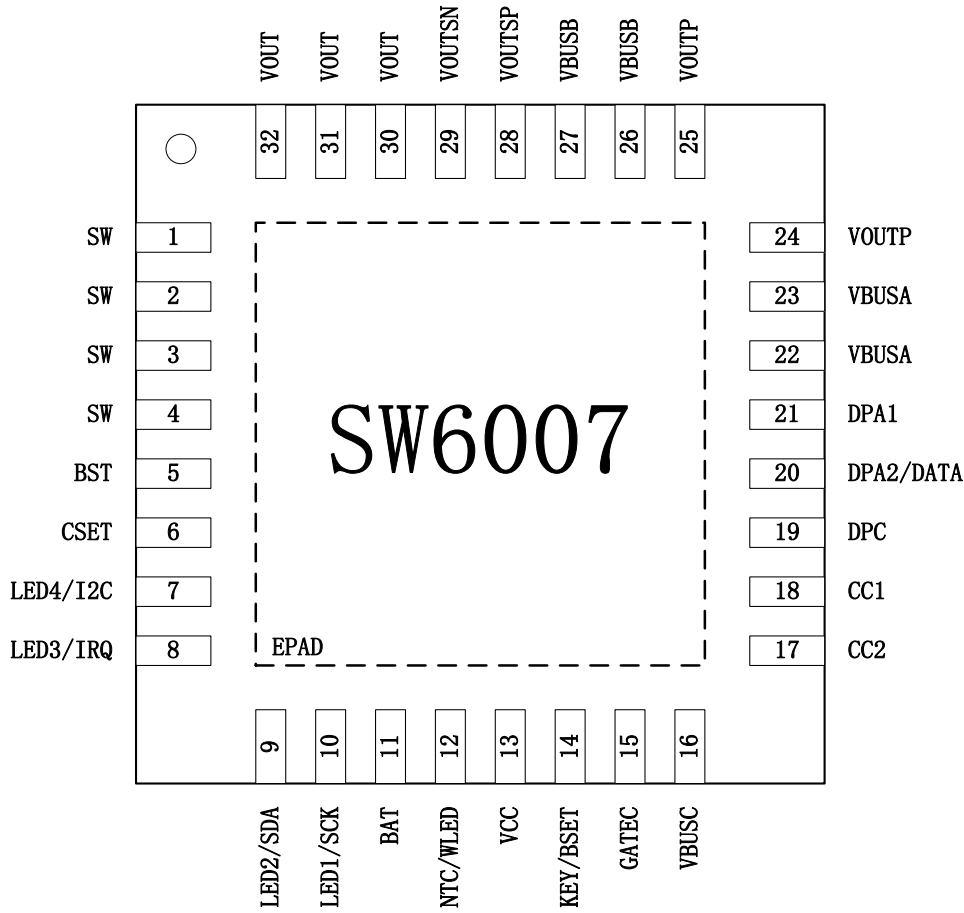 VOUT VOUT VOUT VOUTSN VOUTSP VBUSB VBUSB VOUTP
32 31 30 29 28 27 26 25
SW 1 24 VOUTP
SW 2 23 VBUSA
SW 3 22 VBUSA
SW 4 21 DPA1
SW6007
BST 5 20 DPA2/DATA
CSET 6 19 DPC
LED4/I2C 7 18 CC1
LED3/IRQ 8 EPAD 17 CC2
9 10 11 12 13 14 15 16
LED2/SDA LED1/SCK BAT NTC/WLED VCC KEY/BSET GATEC VBUSC